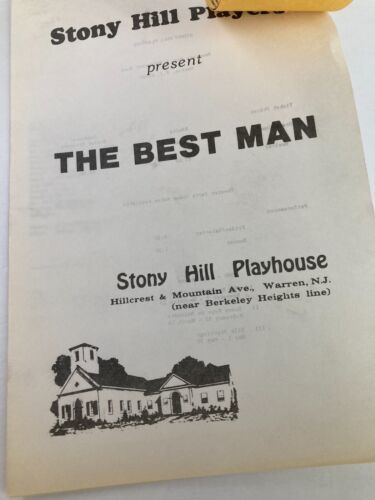 Stony Hill Players
present
THE BEST MAN
Stony Hill Playhouse
Hillcrest & Mountain Ave., Warren, N.J.
(near Berkeley Heights line)